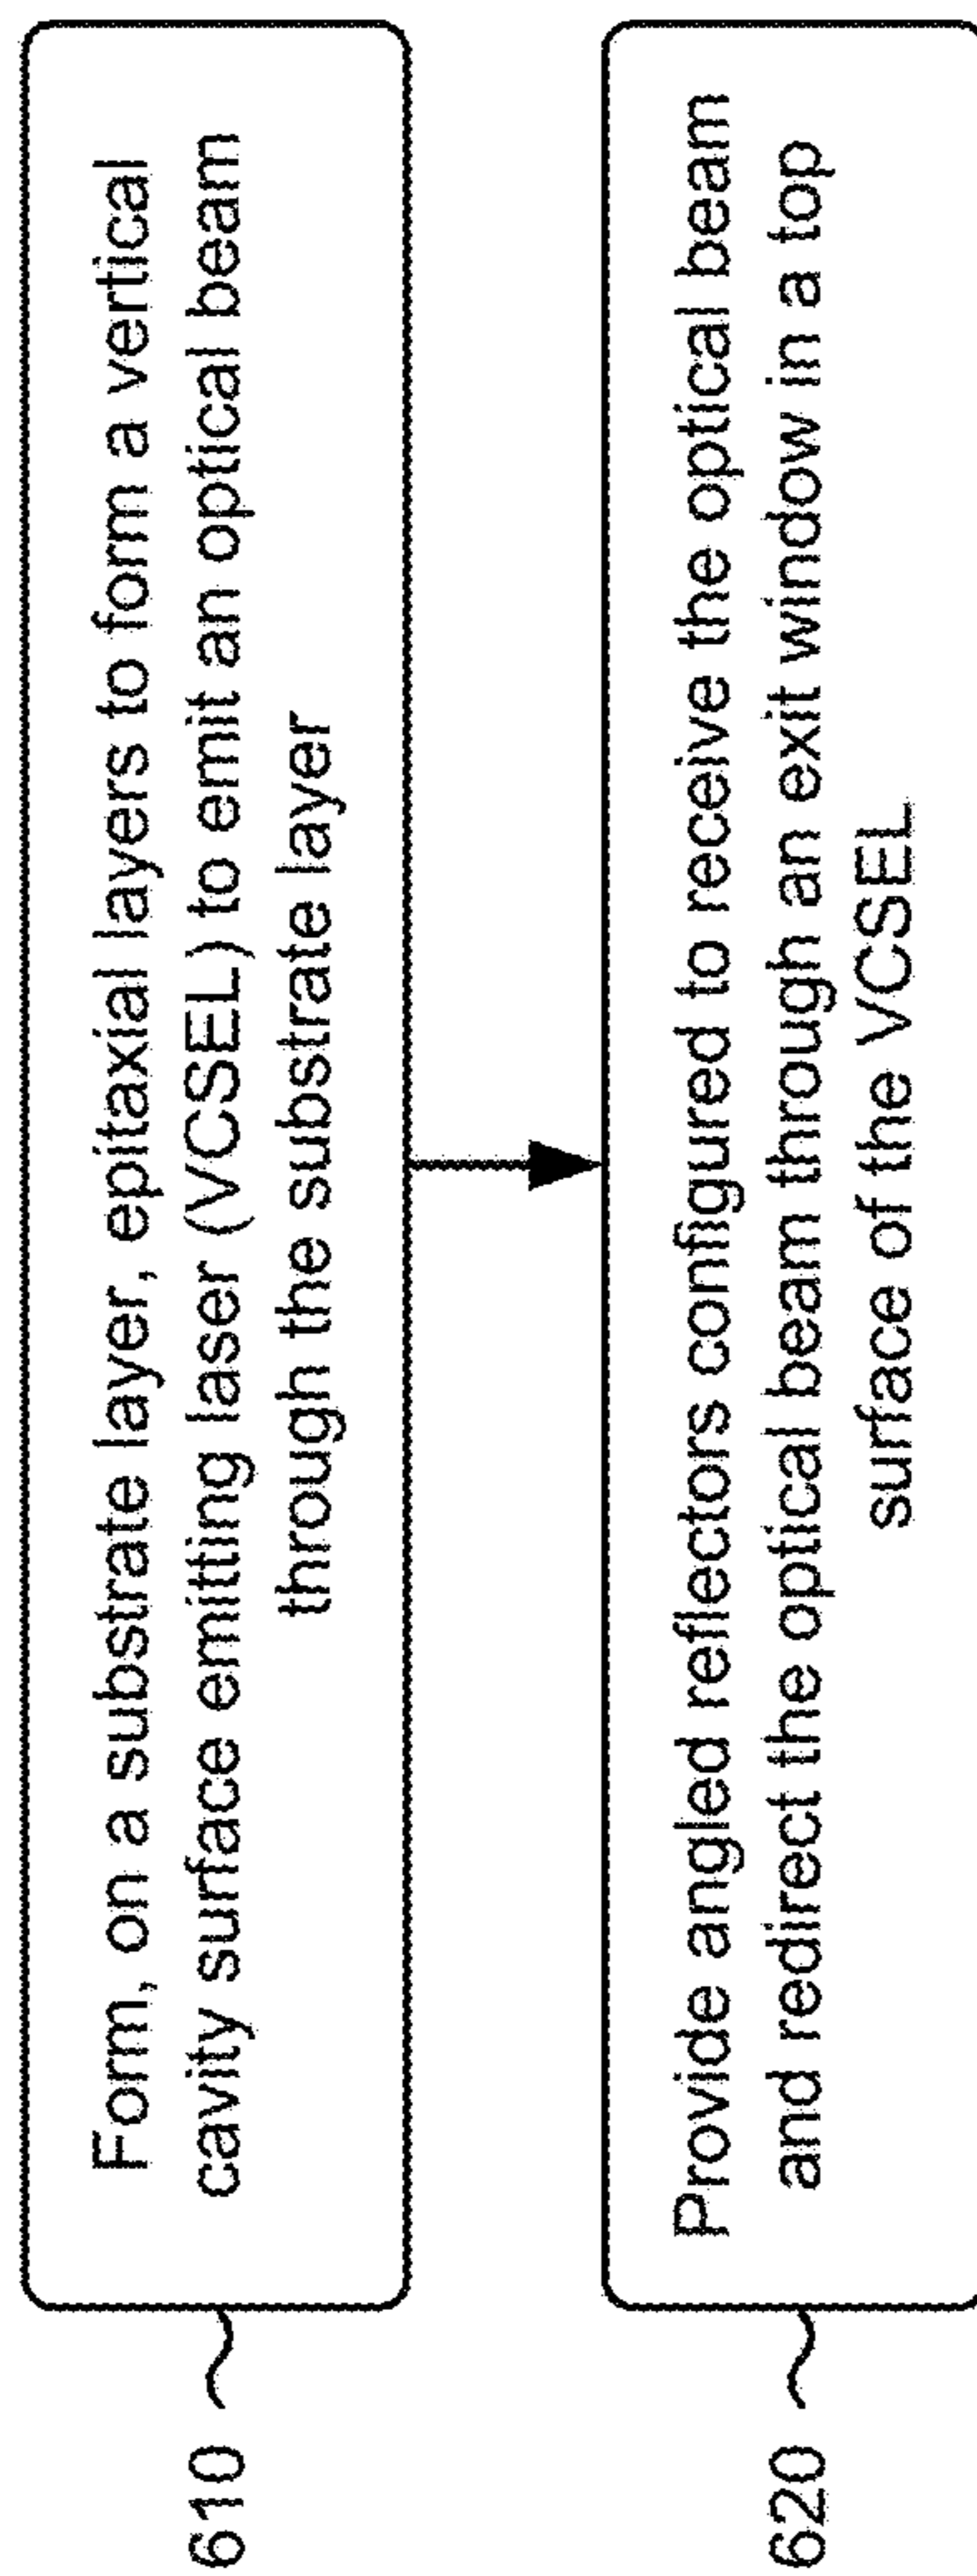 610
Form, on a substrate layer, epitaxial layers to form a vertical
cavity surface emitting laser (VCSEL) to emit an optical beam
through the substrate layer
620
Provide angled reflectors configured to receive the optical beam
and redirect the optical beam through an exit window in a top
surface of the VCSEL